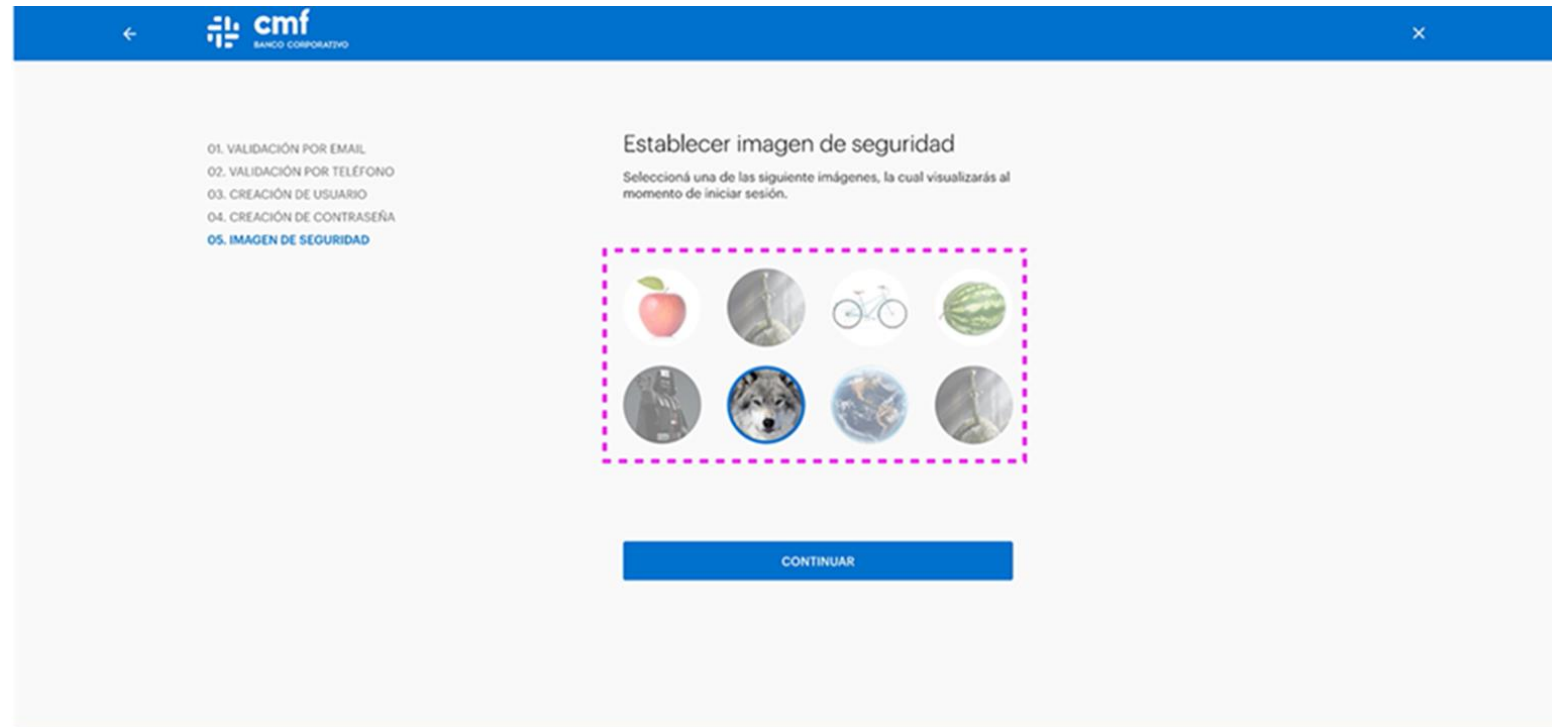 cmf
BANCO CORPORATIVO
01. VALIDACIÓN POR EMAIL
02. VALIDACIÓN POR TELÉFONO
03. CREACIÓN DE USUARIO
04. CREACIÓN DE CONTRASEÑA
05. IMAGEN DE SEGURIDAD
Establecer imagen de seguridad
Seleccioná una de las siguiente imágenes, la cual visualizarás al
momento de iniciar sesión.
CONTINUAR